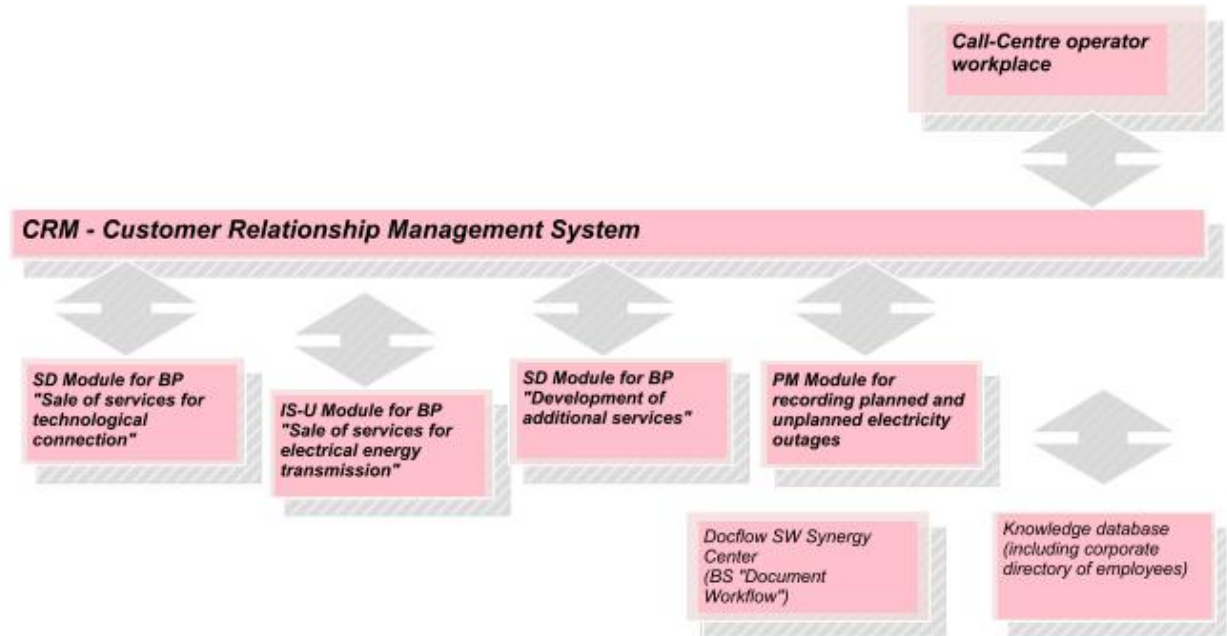 Call-Centre operator
workplace
CRM - Customer Relationship Management System
SD Module for BP
"Sale of services for
technological
connection"
IS-U Module for BP
"Sale of services for
electrical energy
transmission"
SD Module for BP
"Development of
additional services"
PM Module for
recording planned and
unplanned electricity
outages
Docflow SW Synergy
Center
(BS "Document
Workflow")
Knowledge database
(including corporate
directory of employees)